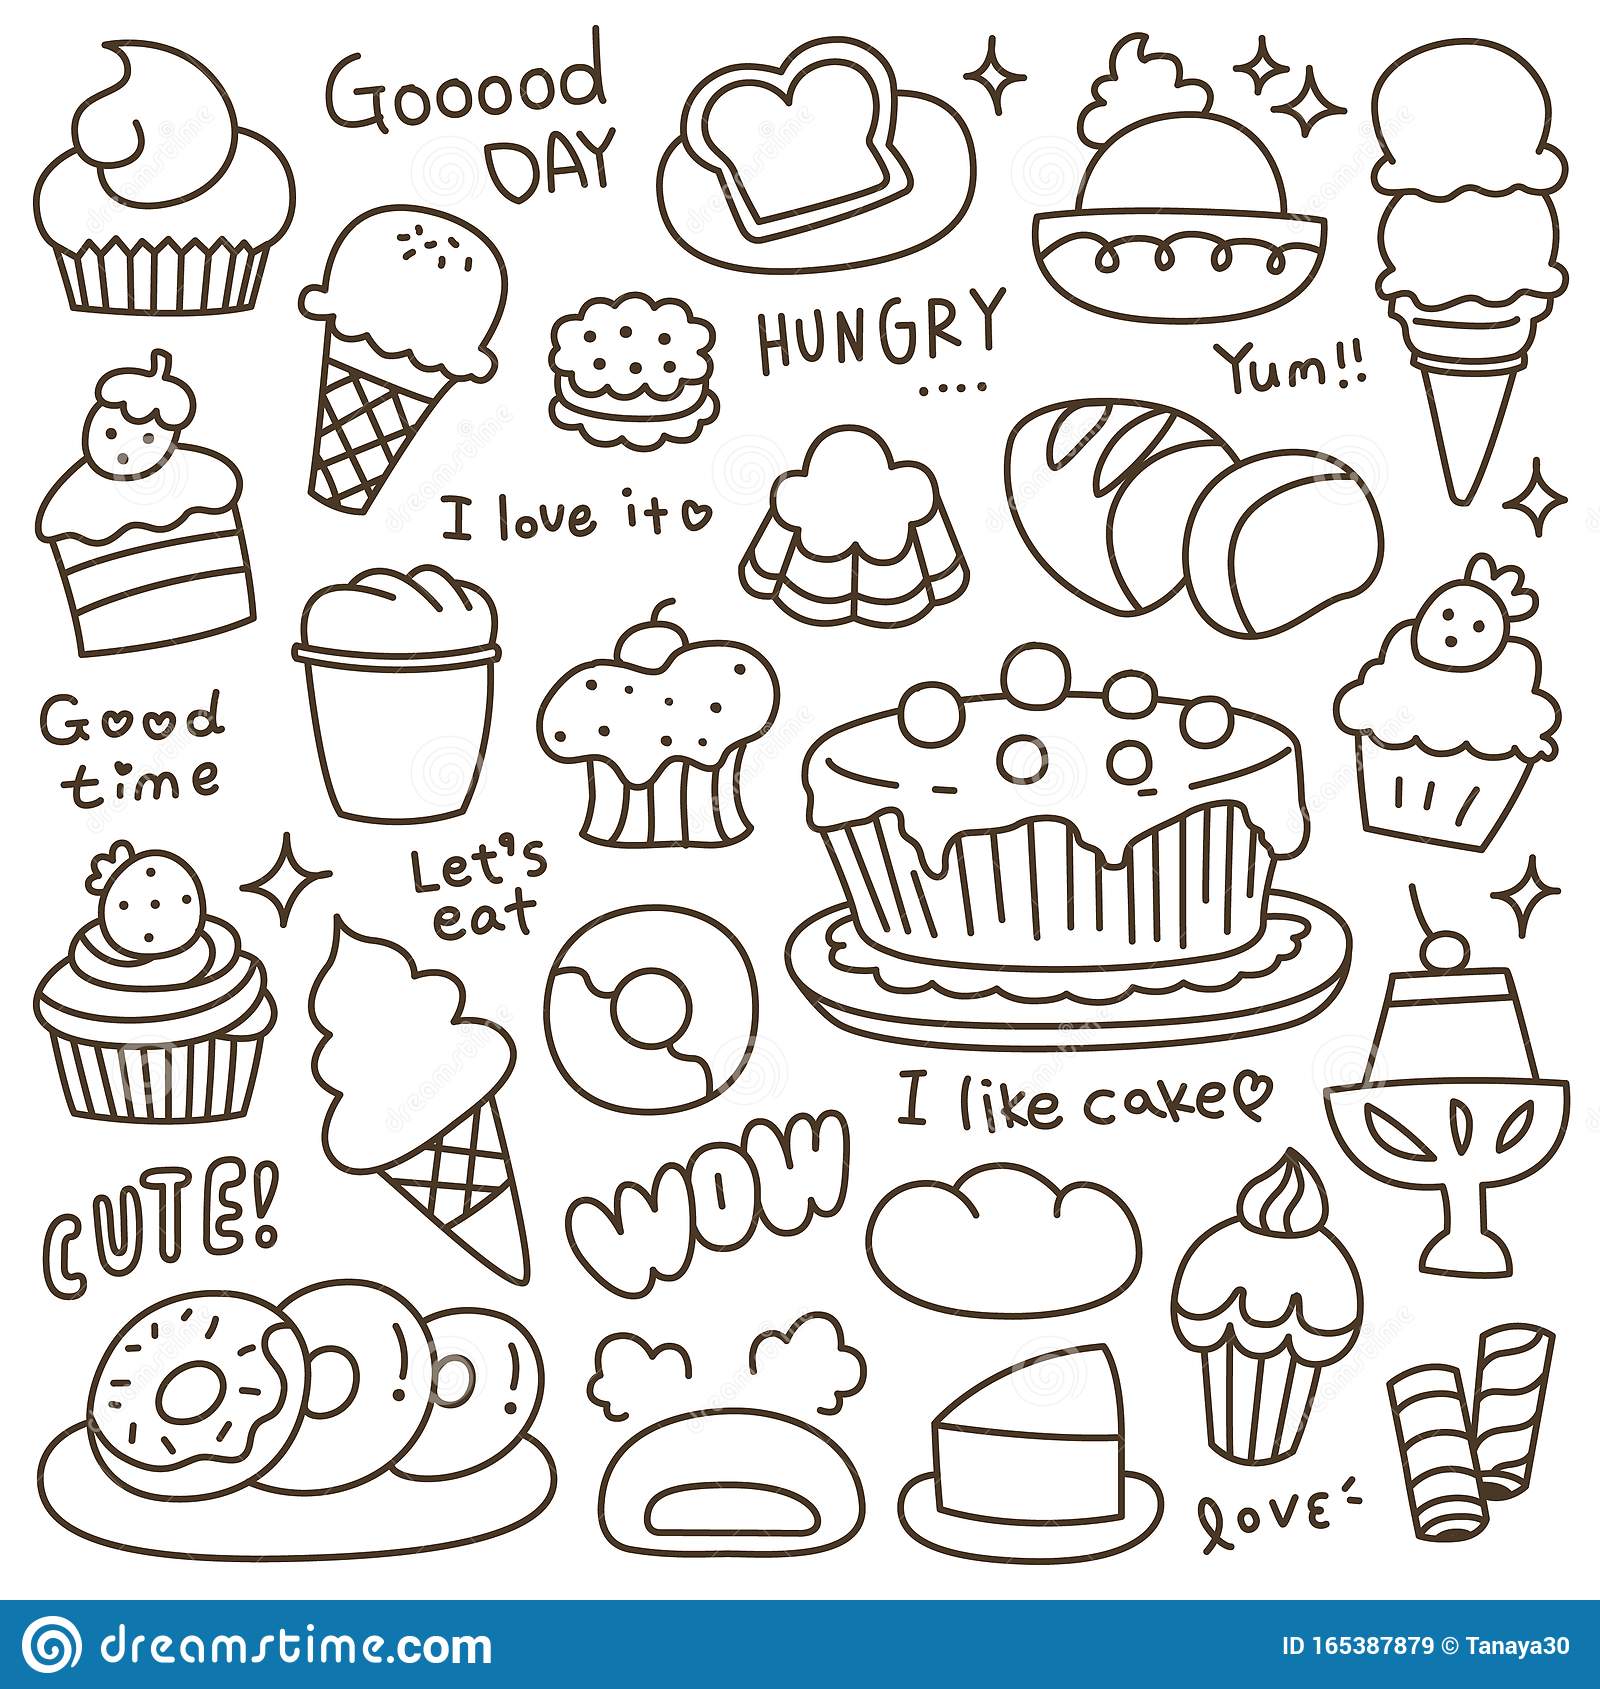 Gooood
DAY
HUNGRY
....
Yum!!
I love it
Good
time
Let's
eat
I like cake
CUTE!
WOW
love
dreamstime.com
ID 165387879 © Tanaya30